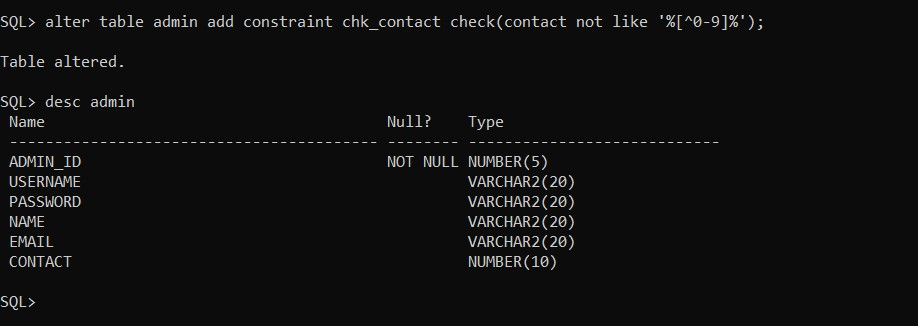 SQL> alter table admin add constraint chk_contact check(contact not like '%[^0-9]%');
Table altered.
SQL> desc admin
Name Null? Type
----------------------------------------- -------- ----------------------------
ADMIN_ID NOT NULL NUMBER(5)
USERNAME VARCHAR2(20)
PASSWORD VARCHAR2(20)
NAME VARCHAR2(20)
EMAIL VARCHAR2(20)
CONTACT NUMBER(10)
SQL>